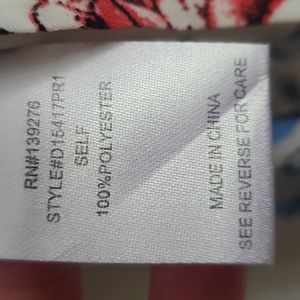 RN#139276
STYLE#D15417PR1
SELF
100%POLYESTER
MADE IN CHINA
SEE REVERSE FOR CARE